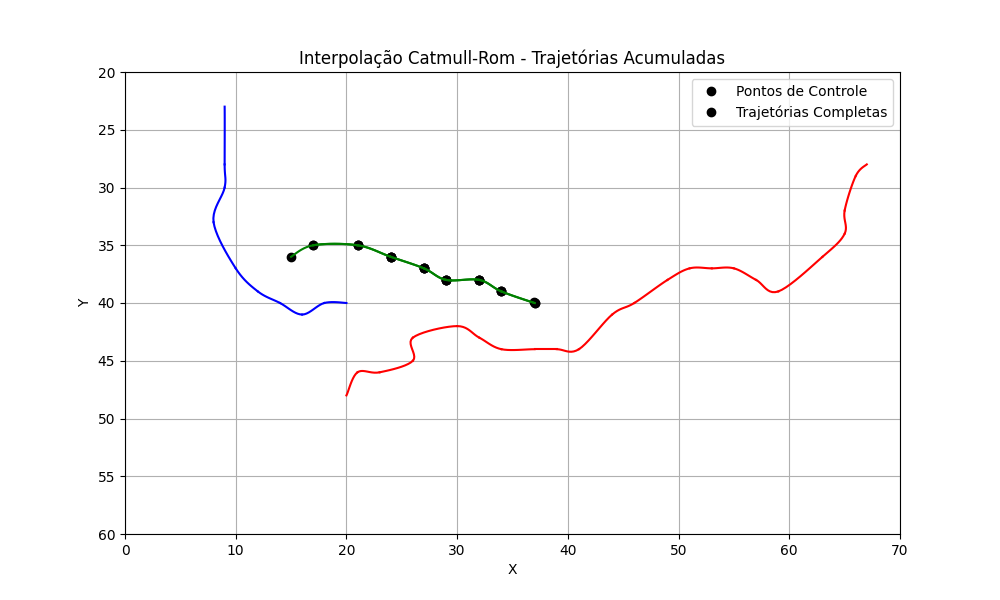 Interpolação Catmull-Rom - Trajetórias Acumuladas
Pontos de Controle
Trajetórias Completas
20
25
30
35
40
45
50
55
60
Y
0 10 20 30 40 50 60 70
X